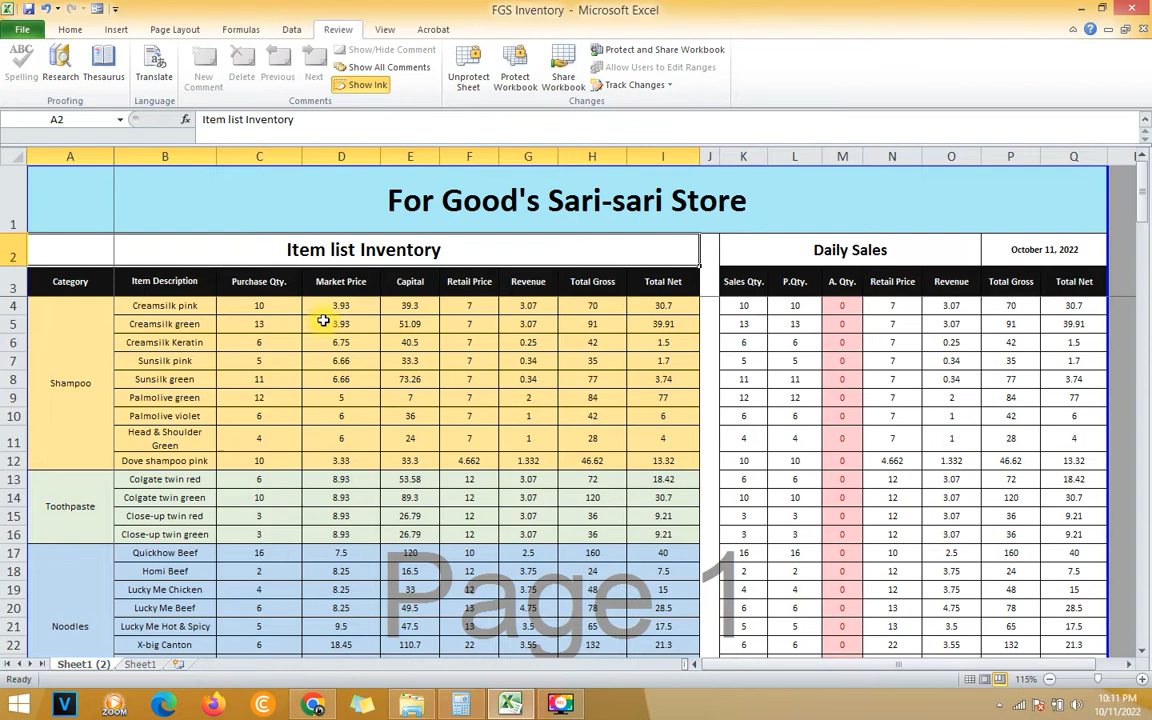 FGS Inventory - Microsoft Excel
File Home Insert Page Layout Formulas Data Review View Acrobat
Spelling Research Thesaurus Translate New Comment Delete Previous Next Show/Hide Comment Show All Comments Show Ink Unprotect Sheet Protect Workbook Share Workbook Protect and Share Workbook Allow Users to Edit Ranges Track Changes
Proofing Language Comments Changes
A2 fx Item list Inventory
A B C D E F G H I J K L M N O P Q
1 For Good's Sari-sari Store
2 Item list Inventory Daily Sales October 11, 2022
3 Category Item Description Purchase Qty. Market Price Capital Retail Price Revenue Total Gross Total Net Sales Qty. P.Qty. A. Qty. Retail Price Revenue Total Gross Total Net
4 Creamsilk pink 10 3.93 39.3 7 3.07 70 30.7 10 10 0 7 3.07 70 30.7
5 Creamsilk green 13 3.93 51.09 7 3.07 91 39.91 13 13 0 7 3.07 91 39.91
6 Creamsilk Keratin 6 6.75 40.5 7 0.25 42 1.5 6 6 0 7 0.25 42 1.5
7 Sunsilk pink 5 6.66 33.3 7 0.34 35 1.7 5 5 0 7 0.34 35 1.7
8 Shampoo Sunsilk green 11 6.66 73.26 7 0.34 77 3.74 11 11 0 7 0.34 77 3.74
9 Palmolive green 12 5 7 7 2 84 77 12 12 0 7 2 84 77
10 Palmolive violet 6 6 36 7 1 42 6 6 6 0 7 1 42 6
11 Head & Shoulder Green 4 6 24 7 1 28 4 4 4 0 7 1 28 4
12 Dove shampoo pink 10 3.33 33.3 4.662 1.332 46.62 13.32 10 10 0 4.662 1.332 46.62 13.32
13 Colgate twin red 6 8.93 53.58 12 3.07 72 18.42 6 6 0 12 3.07 72 18.42
14 Toothpaste Colgate twin green 10 8.93 89.3 12 3.07 120 30.7 10 10 0 12 3.07 120 30.7
15 Close-up twin red 3 8.93 26.79 12 3.07 36 9.21 3 3 0 12 3.07 36 9.21
16 Close-up twin green 3 8.93 26.79 12 3.07 36 9.21 3 3 0 12 3.07 36 9.21
17 Quickhow Beef 16 7.5 120 10 2.5 160 40 16 16 0 10 2.5 160 40
18 Homi Beef 2 8.25 16.5 12 3.75 24 7.5 2 2 0 12 3.75 24 7.5
19 Lucky Me Chicken 4 8.25 33 12 3.75 48 15 4 4 0 12 3.75 48 15
20 Lucky Me Beef 6 8.25 49.5 13 4.75 78 28.5 6 6 0 13 4.75 78 28.5
21 Noodles Lucky Me Hot & Spicy 5 9.5 47.5 13 3.5 65 17.5 5 5 0 13 3.5 65 17.5
22 X-big Canton 6 18.45 110.7 22 3.55 132 21.3 6 6 0 22 3.55 132 21.3
Page 1
Sheet1 (2) Sheet1
Ready 115%
ZOOM
10:11 PM
10/11/2022